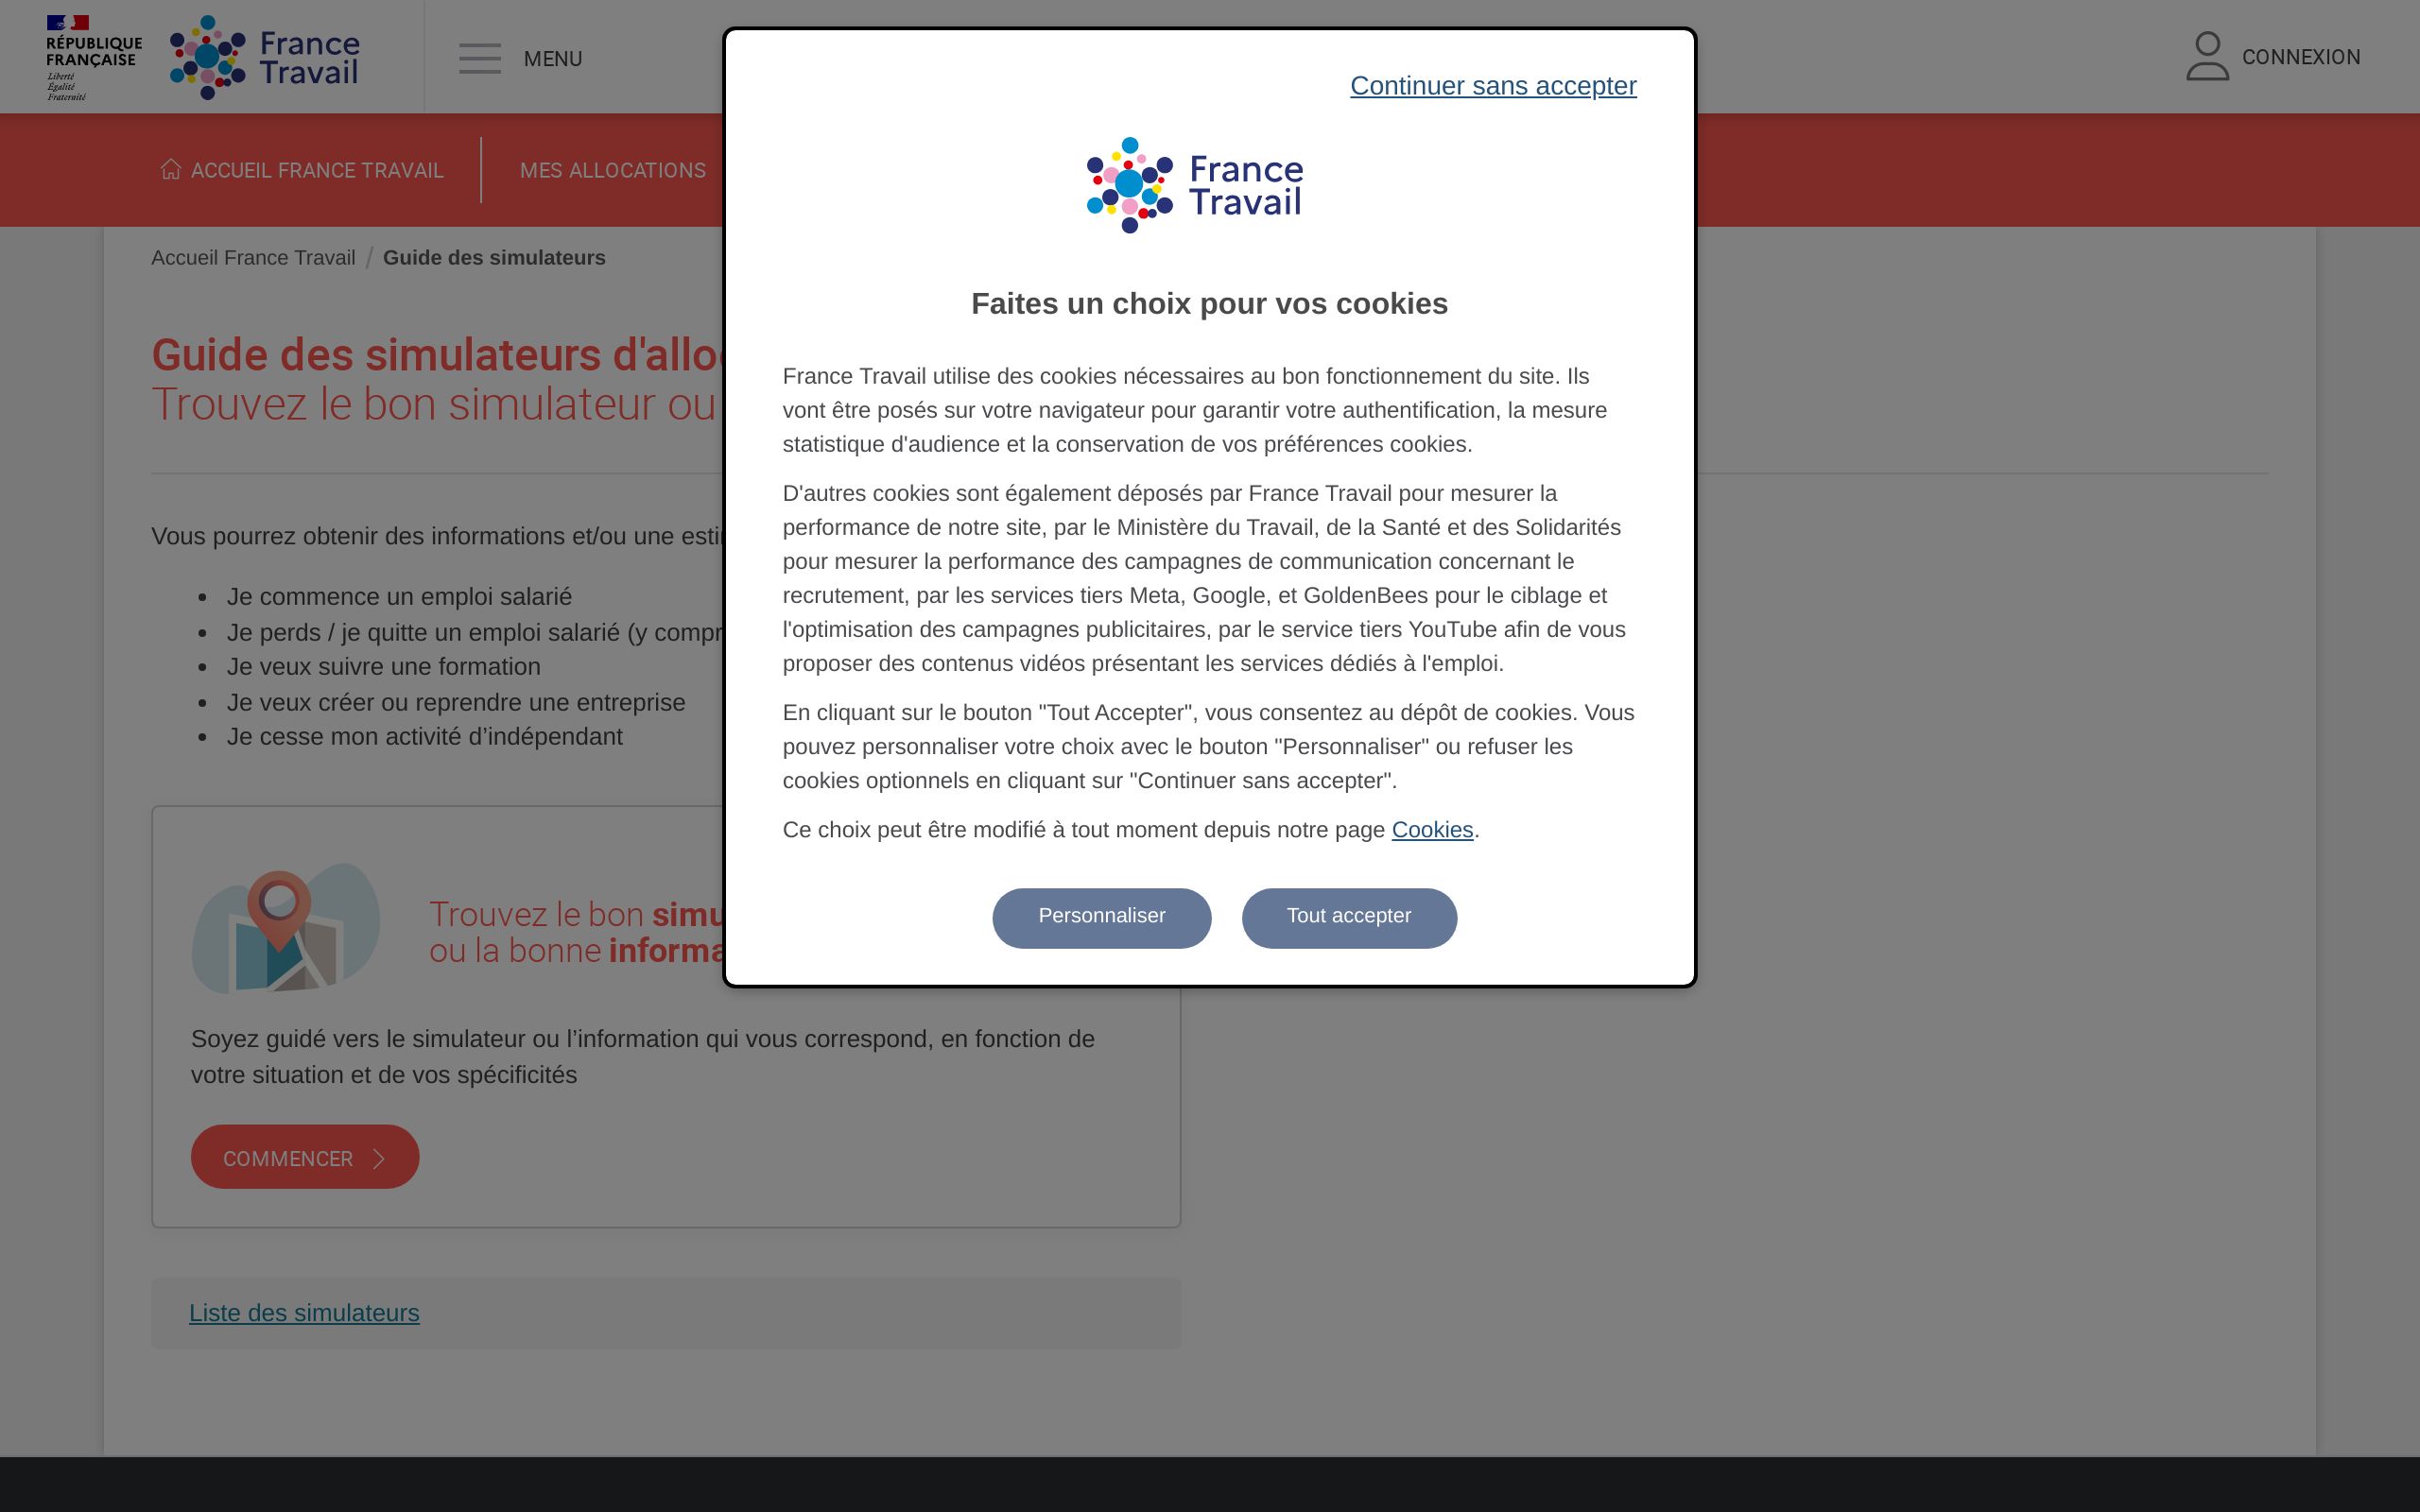 RÉPUBLIQUE
FRANÇAISE
Liberté
Égalité
Fraternité
France
Travail
MENU
CONNEXION
ACCUEIL FRANCE TRAVAIL
MES ALLOCATIONS
Accueil France Travail / Guide des simulateurs
Guide des simulateurs d'alloc
Trouvez le bon simulateur ou
Vous pourrez obtenir des informations et/ou une estin
• Je commence un emploi salarié
• Je perds / je quitte un emploi salarié (y compr
• Je veux suivre une formation
• Je veux créer ou reprendre une entreprise
• Je cesse mon activité d’indépendant
Trouvez le bon simu
ou la bonne informa
Soyez guidé vers le simulateur ou l’information qui vous correspond, en fonction de
votre situation et de vos spécificités
COMMENCER
Liste des simulateurs
Continuer sans accepter
France
Travail
Faites un choix pour vos cookies
France Travail utilise des cookies nécessaires au bon fonctionnement du site. Ils
vont être posés sur votre navigateur pour garantir votre authentification, la mesure
statistique d'audience et la conservation de vos préférences cookies.
D'autres cookies sont également déposés par France Travail pour mesurer la
performance de notre site, par le Ministère du Travail, de la Santé et des Solidarités
pour mesurer la performance des campagnes de communication concernant le
recrutement, par les services tiers Meta, Google, et GoldenBees pour le ciblage et
l'optimisation des campagnes publicitaires, par le service tiers YouTube afin de vous
proposer des contenus vidéos présentant les services dédiés à l'emploi.
En cliquant sur le bouton "Tout Accepter", vous consentez au dépôt de cookies. Vous
pouvez personnaliser votre choix avec le bouton "Personnaliser" ou refuser les
cookies optionnels en cliquant sur "Continuer sans accepter".
Ce choix peut être modifié à tout moment depuis notre page Cookies.
Personnaliser
Tout accepter